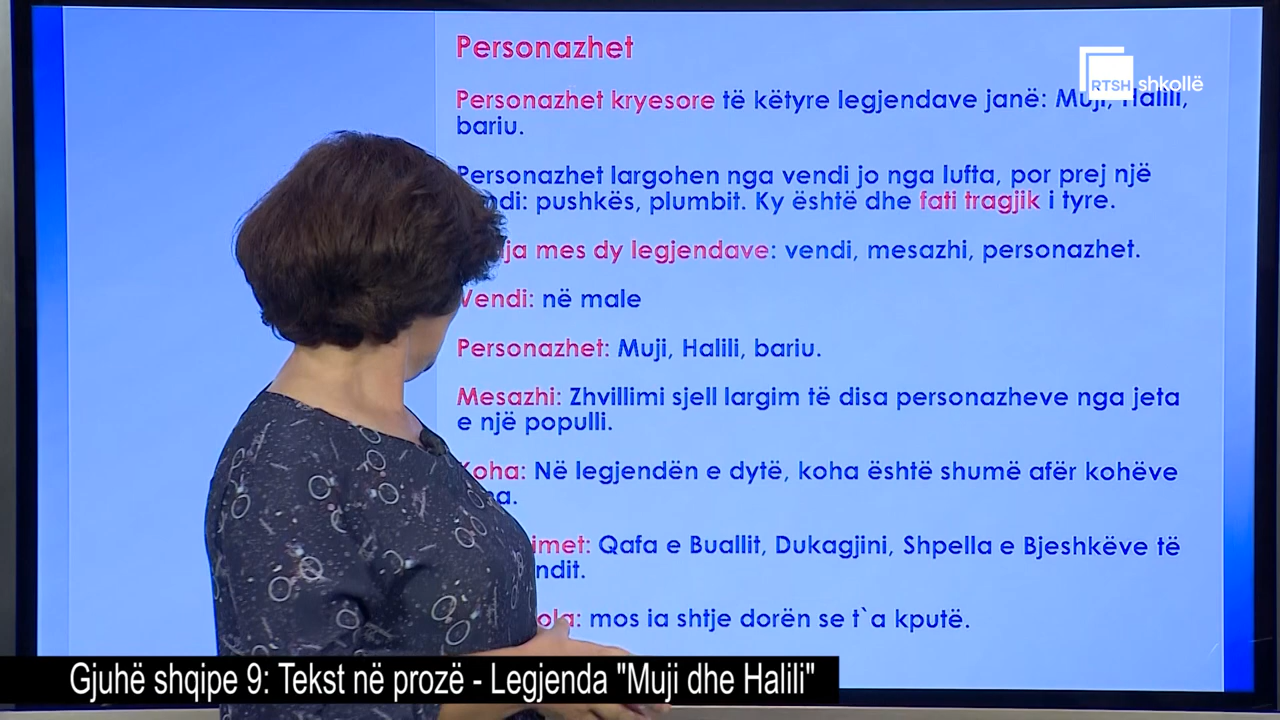 Personazhet
RTSH shkollë
Personazhet kryesore të këtyre legjendave janë: Muji, Halili,
bariu.
Personazhet largohen nga vendi jo nga lufta, por prej një
pushkës, plumbit. Ky është dhe fati tragjik i tyre.
mes dy legjendave: vendi, mesazhi, personazhet.
Vendi: në male
Personazhet: Muji, Halili, bariu.
Mesazhi: Zhvillimi sjell largim të disa personazheve nga jeta
e një populli.
Koha: Në legjendën e dytë, koha është shumë afër kohëve
Qafa e Buallit, Dukagjini, Shpella e Bjeshkëve të
mos ia shtje dorën se t`a kputë.
Gjuhë shqipe 9: Tekst në prozë - Legjenda "Muji dhe Halili"